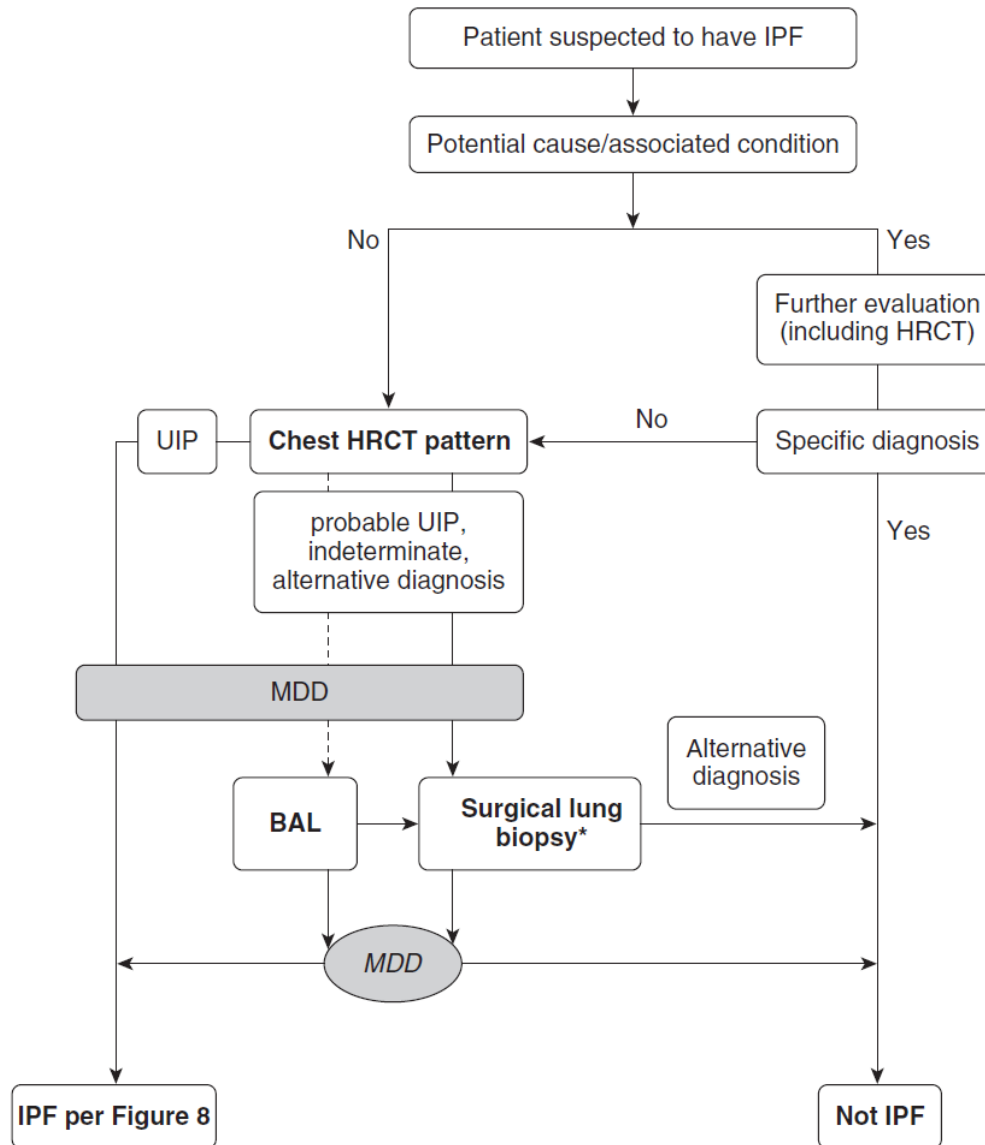 Patient suspected to have IPF
Potential cause/associated condition
No
Yes
Further evaluation
(including HRCT)
UIP
Chest HRCT pattern
No
Specific diagnosis
probable UIP,
indeterminate,
alternative diagnosis
Yes
MDD
Alternative
diagnosis
BAL
Surgical lung
biopsy*
MDD
IPF per Figure 8
Not IPF